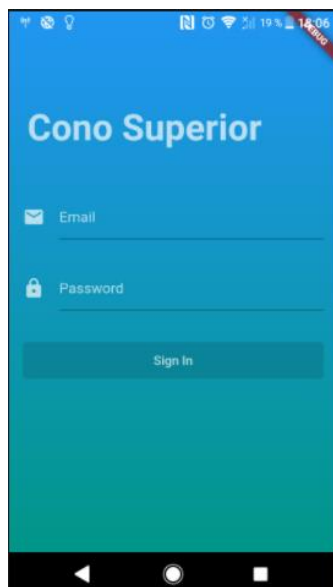 19% 18:06
DEBUG
Cono Superior
Email
Password
Sign In